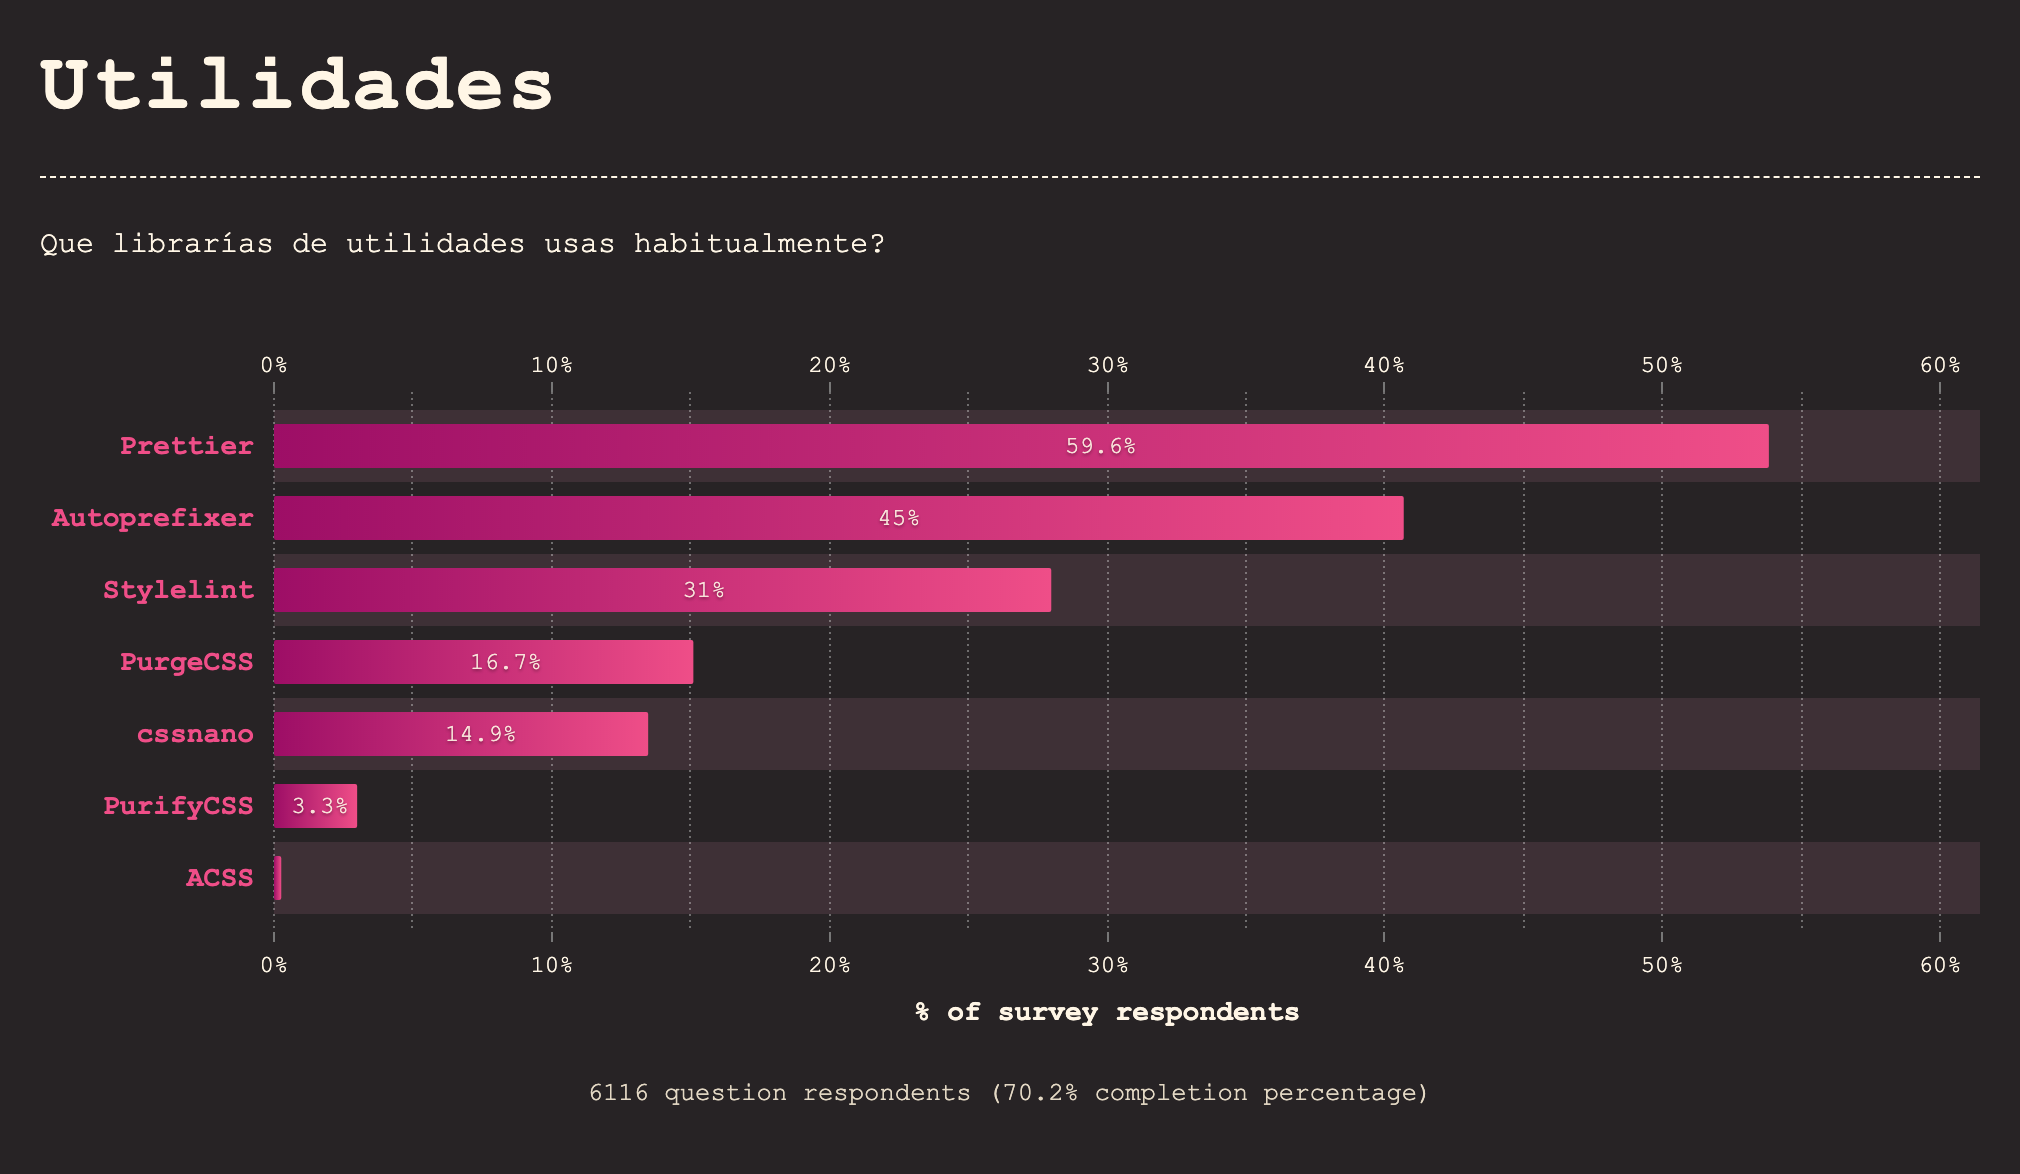 Utilidades
Que librarías de utilidades usas habitualmente?
0% 10% 20% 30% 40% 50% 60%
Prettier 59.6%
Autoprefixer 45%
Stylelint 31%
PurgeCSS 16.7%
cssnano 14.9%
PurifyCSS 3.3%
ACSS
0% 10% 20% 30% 40% 50% 60%
% of survey respondents
6116 question respondents (70.2% completion percentage)